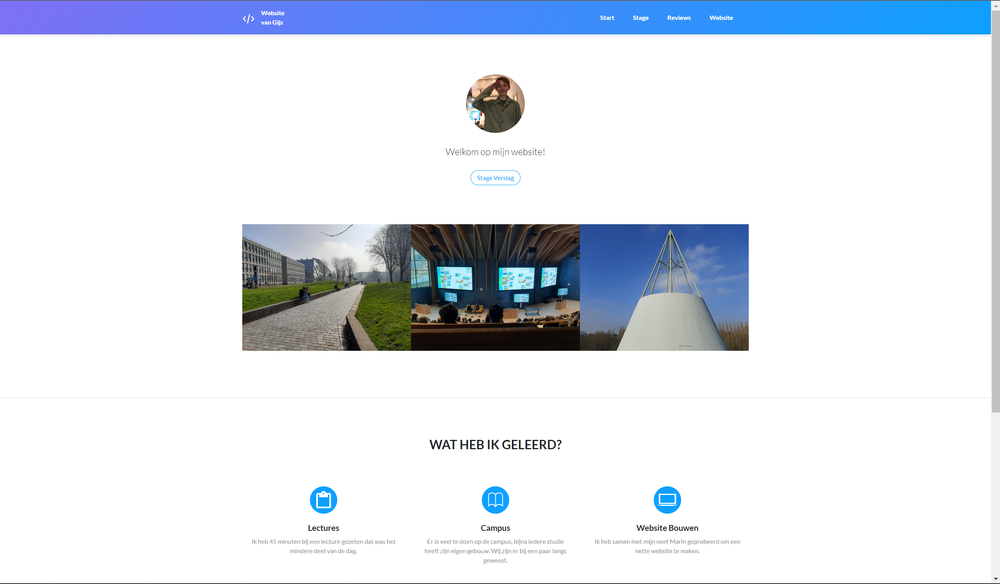 Website
van Gijs
Start
Stage
Reviews
Website
Welkom op mijn website!
Stage Verslag
WAT HEB IK GELEERD?
Lectures
Ik heb 45 minuten bij een lecture gezeten dat was het
mindere deel van de dag.
Campus
Er is veel te doen op de campus, bijna iedere studie
heeft zijn eigen gebouw. Wij zijn er bij een paar langs
geweest.
Website Bouwen
Ik heb samen met mijn neef Marin geprobeerd om een
nette website te maken.